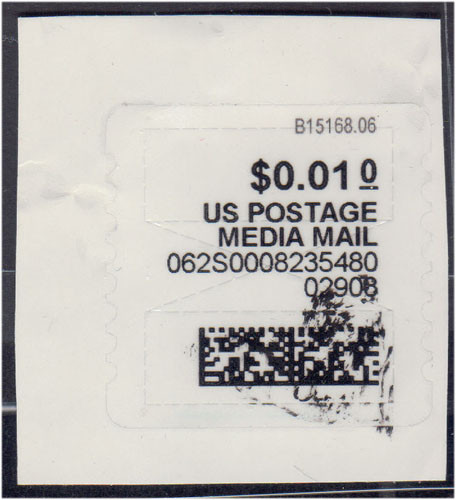 B15168.06
$0.01 0
US POSTAGE
MEDIA MAIL
062S0008235480
02908